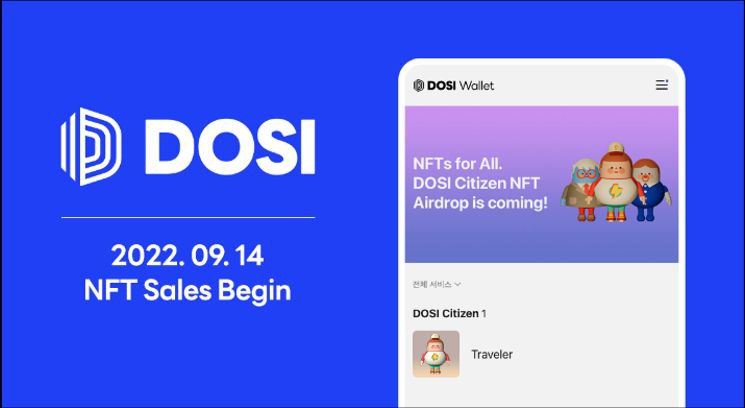 DOSI
2022. 09. 14
NFT Sales Begin
DOSI Wallet
NFTs for All.
DOSI Citizen NFT
Airdrop is coming!
전체 서비스
DOSI Citizen 1
Traveler